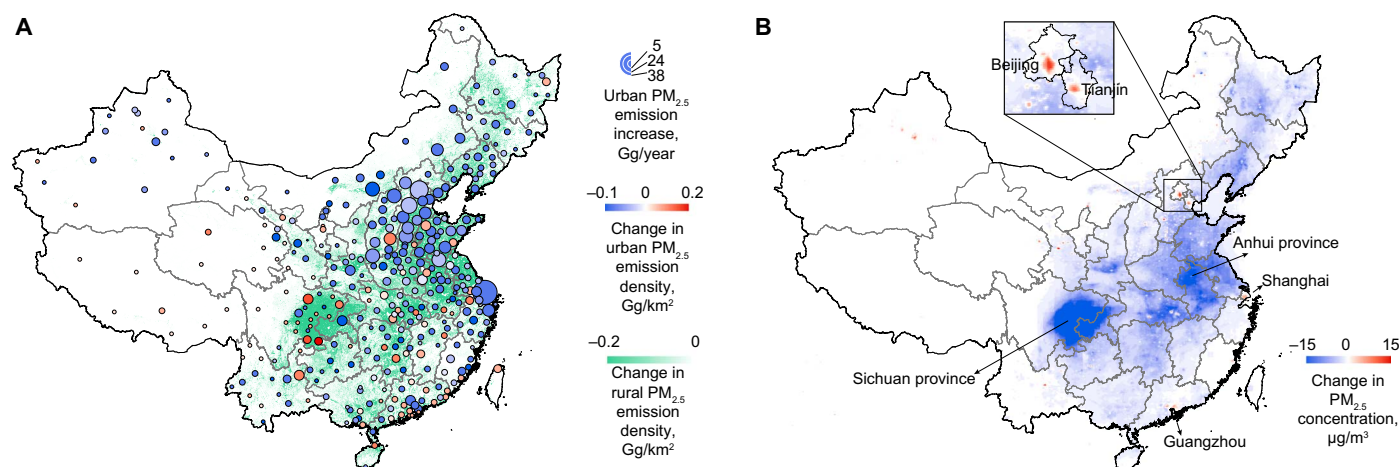 A
5
24
38
Urban PM2.5
emission
increase,
Gg/year
–0.1 0 0.2
Change in
urban PM2.5
emission
density,
Gg/km2
–0.2 0
Change in
rural PM2.5
emission
density,
Gg/km2
B
Beijing
Tianjin
Anhui province
Shanghai
Sichuan province
Guangzhou
–15 0 15
Change in
PM2.5
concentration,
μg/m3